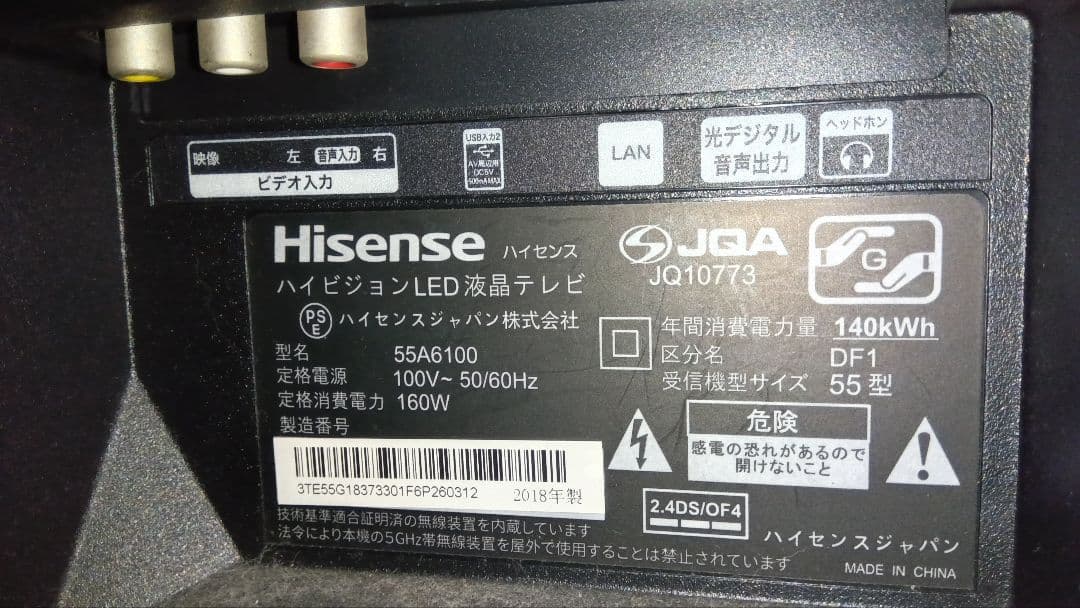 映像 左 音声入力 右
ビデオ入力
USB入力2
AV周辺用
DC5V
500mA MAX
LAN
光デジタル
音声出力
ヘッドホン
Hisense ハイセンス
ハイビジョンLED液晶テレビ
PS
E
ハイセンスジャパン株式会社
型名 55A6100
定格電源 100V~ 50/60Hz
定格消費電力 160W
製造番号
3TE55G18373301F6P260312 2018年製
技術基準適合証明済の無線装置を内蔵しています
法令により本機の5GHz帯無線装置を屋外で使用することは禁止されています
JQA
JQ10773
G
年間消費電力量 140kWh
区分名 DF1
受信機型サイズ 55型
危険
感電の恐れがあるので
開けないこと
2.4DS/OF4
ハイセンスジャパン
MADE IN CHINA